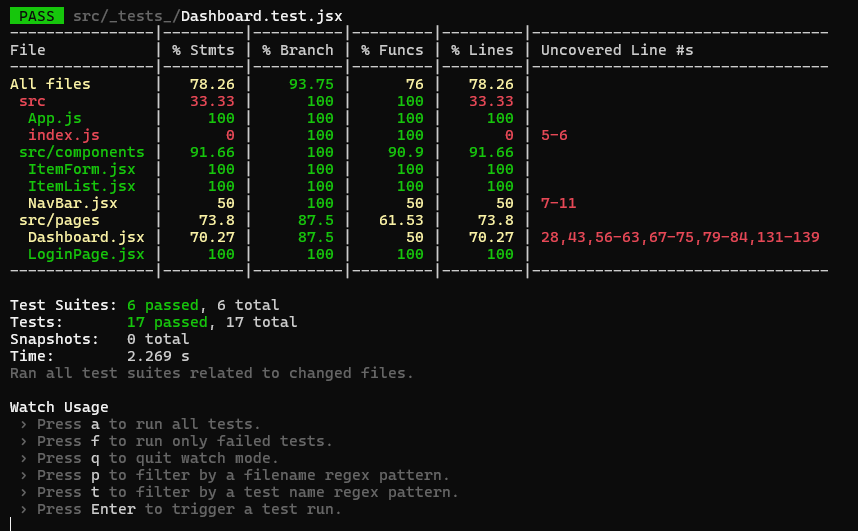 PASS src/_tests_/Dashboard.test.jsx
-----------------|---------|----------|---------|---------|---------------------------------
File             | % Stmts | % Branch | % Funcs | % Lines | Uncovered Line #s
-----------------|---------|----------|---------|---------|---------------------------------
All files        |   78.26 |    93.75 |      76 |   78.26 |
 src             |   33.33 |      100 |     100 |   33.33 |
  App.js         |     100 |      100 |     100 |     100 |
  index.js       |       0 |      100 |     100 |       0 | 5-6
 src/components  |   91.66 |      100 |    90.9 |   91.66 |
  ItemForm.jsx   |     100 |      100 |     100 |     100 |
  ItemList.jsx   |     100 |      100 |     100 |     100 |
  NavBar.jsx     |      50 |      100 |      50 |      50 | 7-11
 src/pages       |    73.8 |     87.5 |   61.53 |    73.8 |
  Dashboard.jsx  |   70.27 |     87.5 |      50 |   70.27 | 28,43,56-63,67-75,79-84,131-139
  LoginPage.jsx  |     100 |      100 |     100 |     100 |
-----------------|---------|----------|---------|---------|---------------------------------
Test Suites: 6 passed, 6 total
Tests:       17 passed, 17 total
Snapshots:   0 total
Time:        2.269 s
Ran all test suites related to changed files.
Watch Usage
 › Press a to run all tests.
 › Press f to run only failed tests.
 › Press q to quit watch mode.
 › Press p to filter by a filename regex pattern.
 › Press t to filter by a test name regex pattern.
 › Press Enter to trigger a test run.